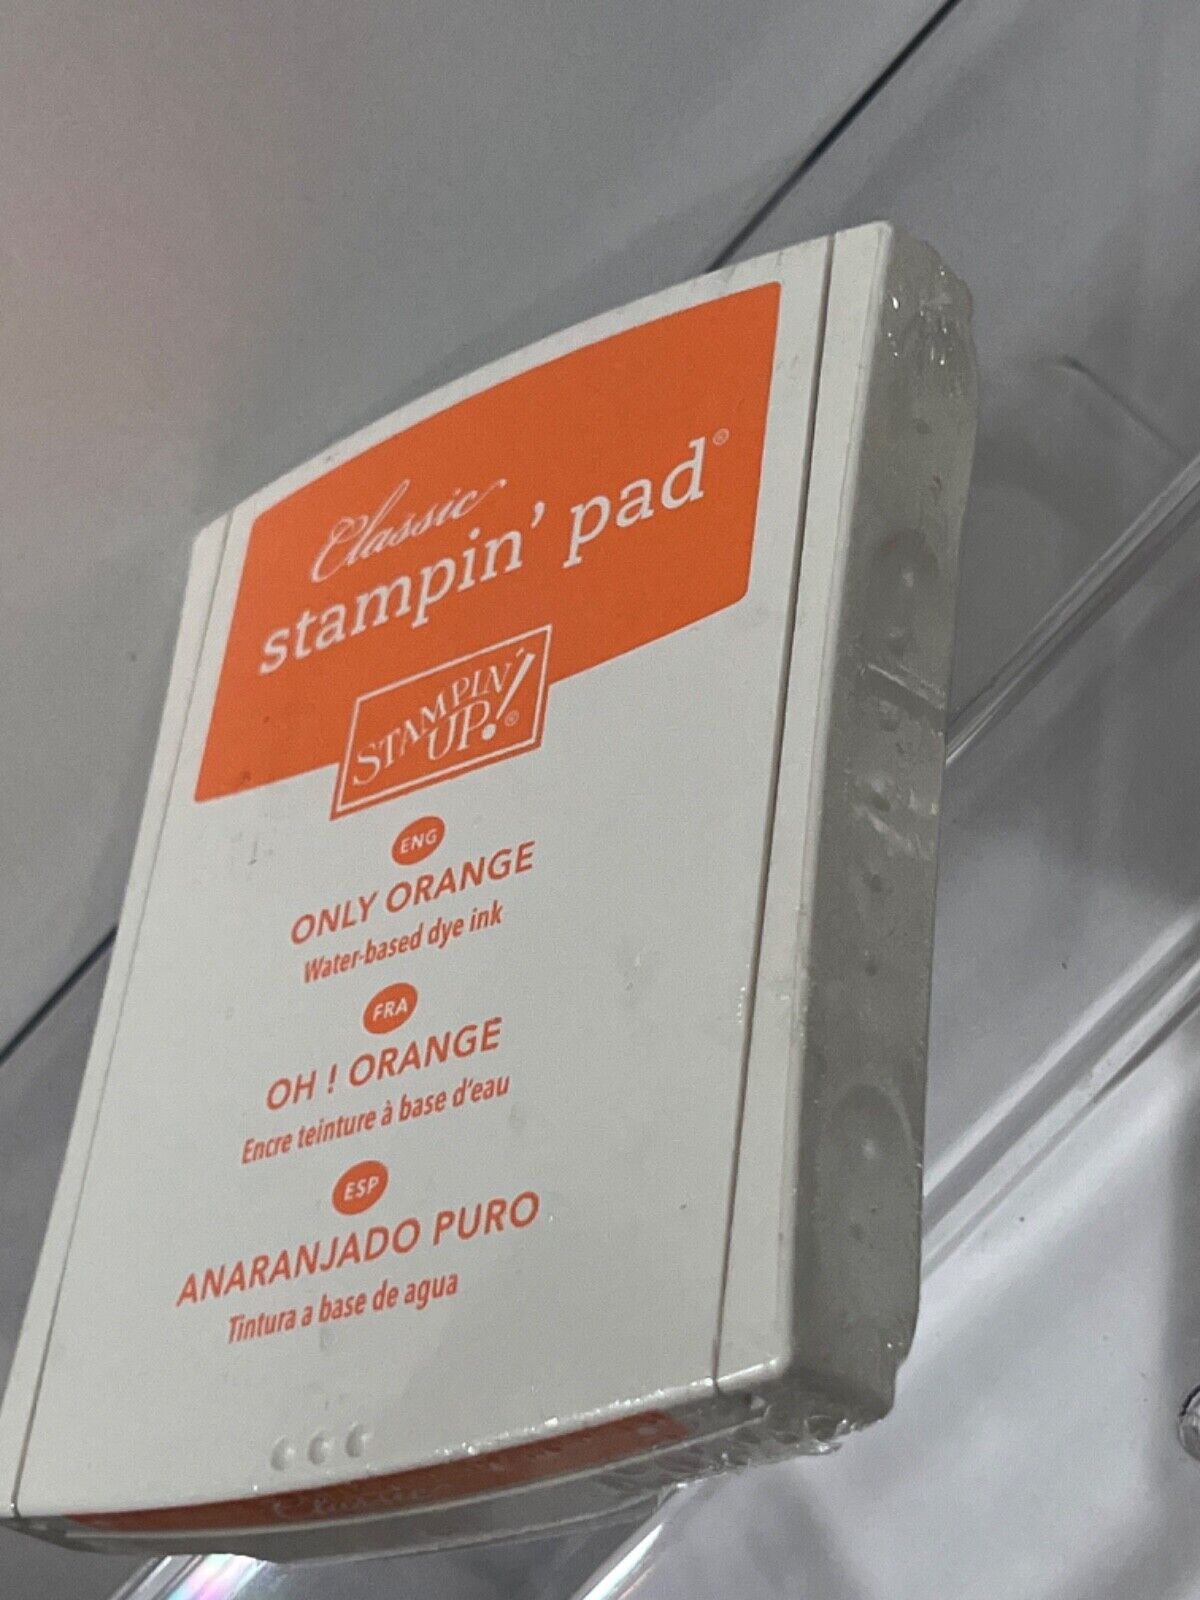 Classic
stampin' pad®
STAMPIN'
UP!®
ENG
ONLY ORANGE
Water-based dye ink
FRA
OH ! ORANGE
Encre teinture à base d'eau
ESP
ANARANJADO PURO
Tintura a base de agua
Classic